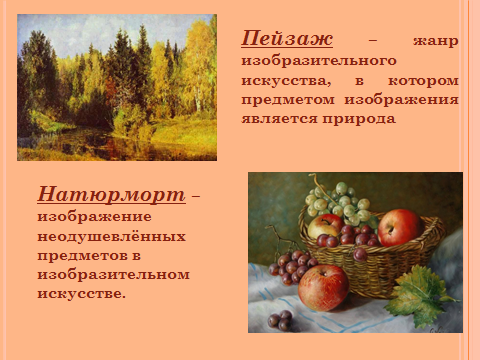 Пейзаж – жанр
изобразительного
искусства, в котором
предметом изображения
является природа
Натюрморт –
изображение
неодушевлённых
предметов в
изобразительном
искусстве.